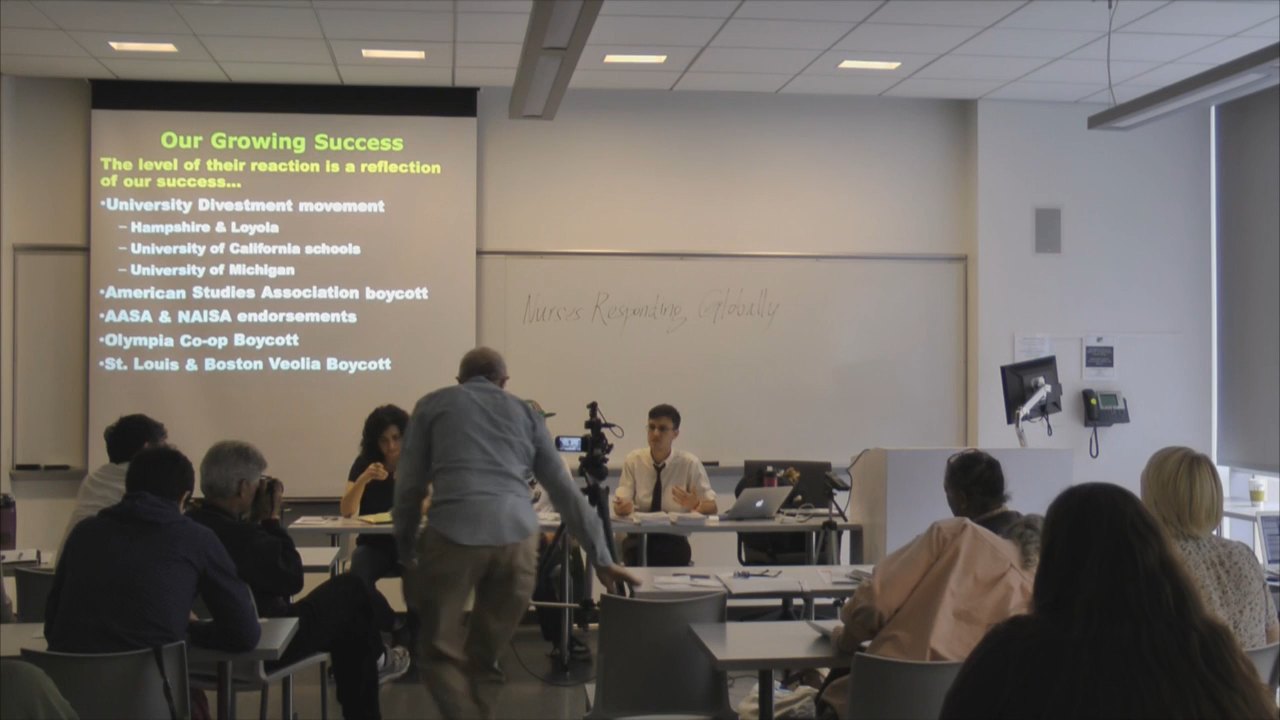 Our Growing Success
The level of their reaction is a reflection
of our success...
•University Divestment movement
– Hampshire & Loyola
– University of California schools
– University of Michigan
•American Studies Association boycott
•AASA & NAISA endorsements
•Olympia Co-op Boycott
•St. Louis & Boston Veolia Boycott
Nurses Responding Globally